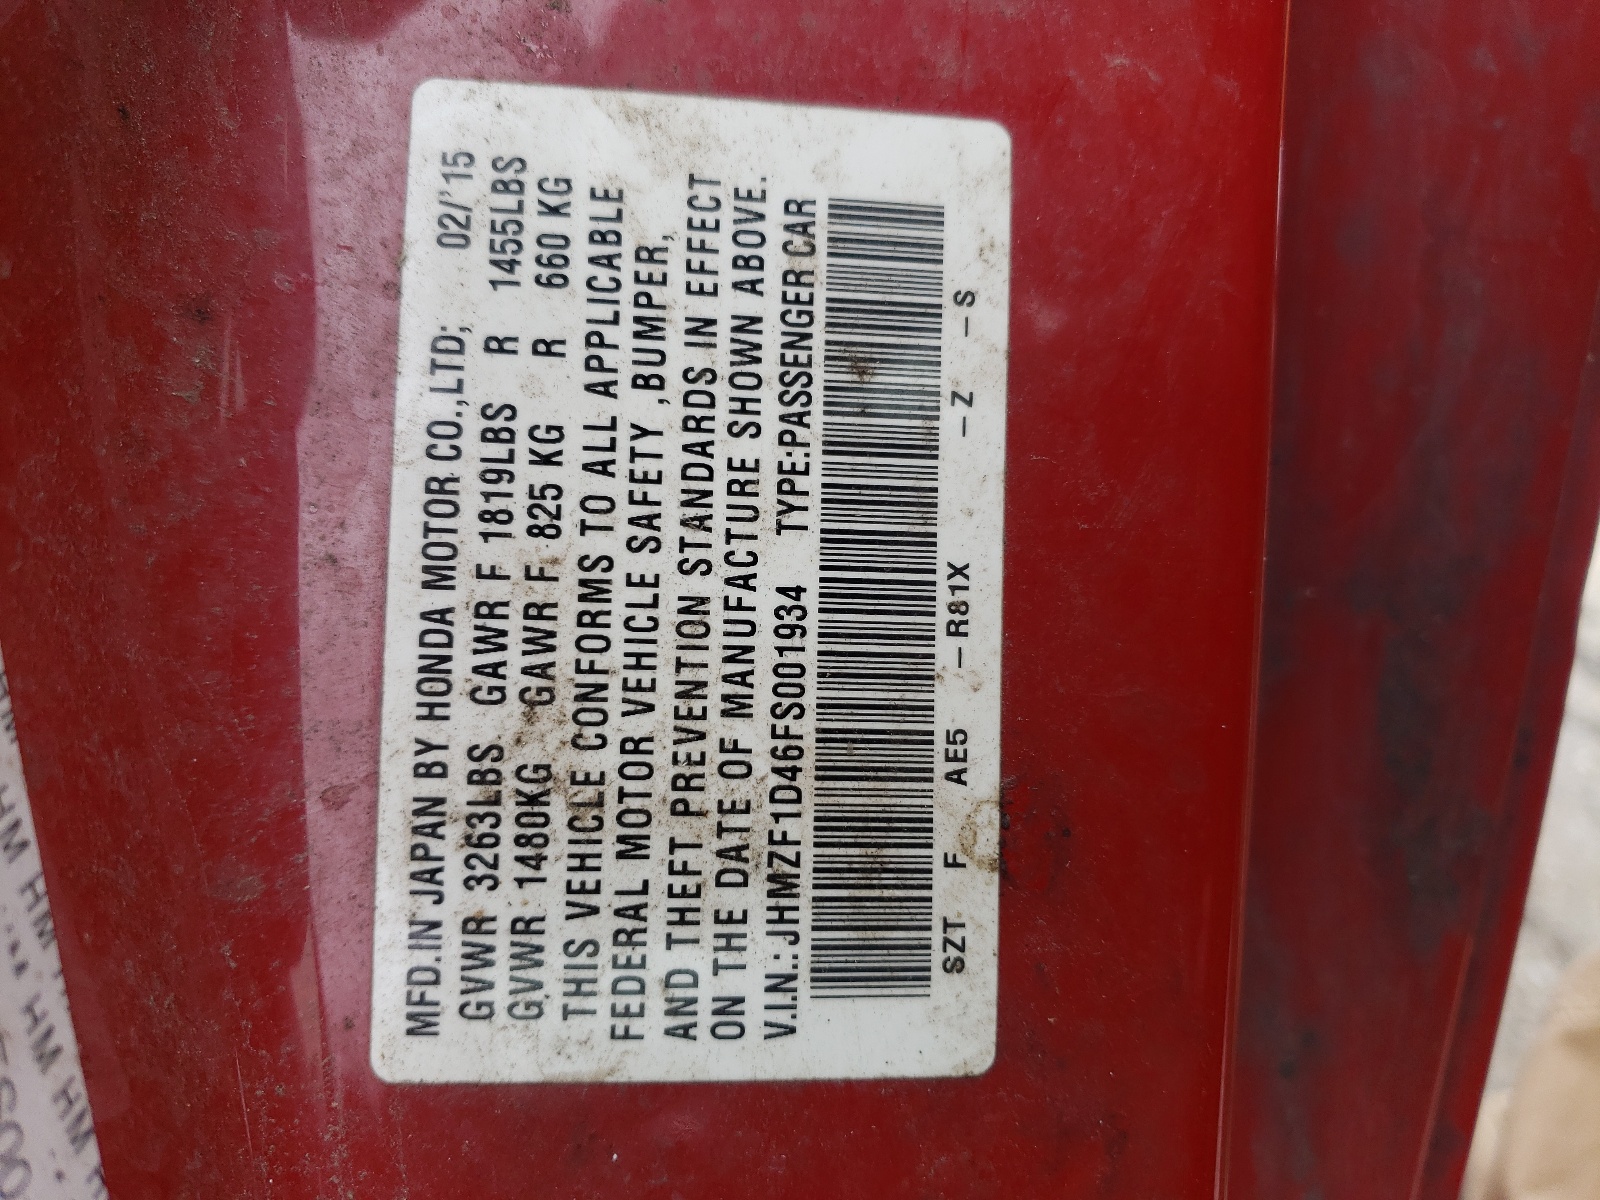 MFD.IN JAPAN BY HONDA MOTOR CO.,LTD; 02/'15
GVWR 3263LBS GAWR F 1819LBS R 1455LBS
GVWR 1480KG GAWR F 825 KG R 660 KG
THIS VEHICLE CONFORMS TO ALL APPLICABLE
FEDERAL MOTOR VEHICLE SAFETY ,BUMPER,
AND THEFT PREVENTION STANDARDS IN EFFECT
ON THE DATE OF MANUFACTURE SHOWN ABOVE.
V.I.N.: JHMZF1D46FS001934 TYPE:PASSENGER CAR
SZT F AE5 –R81X –Z –S